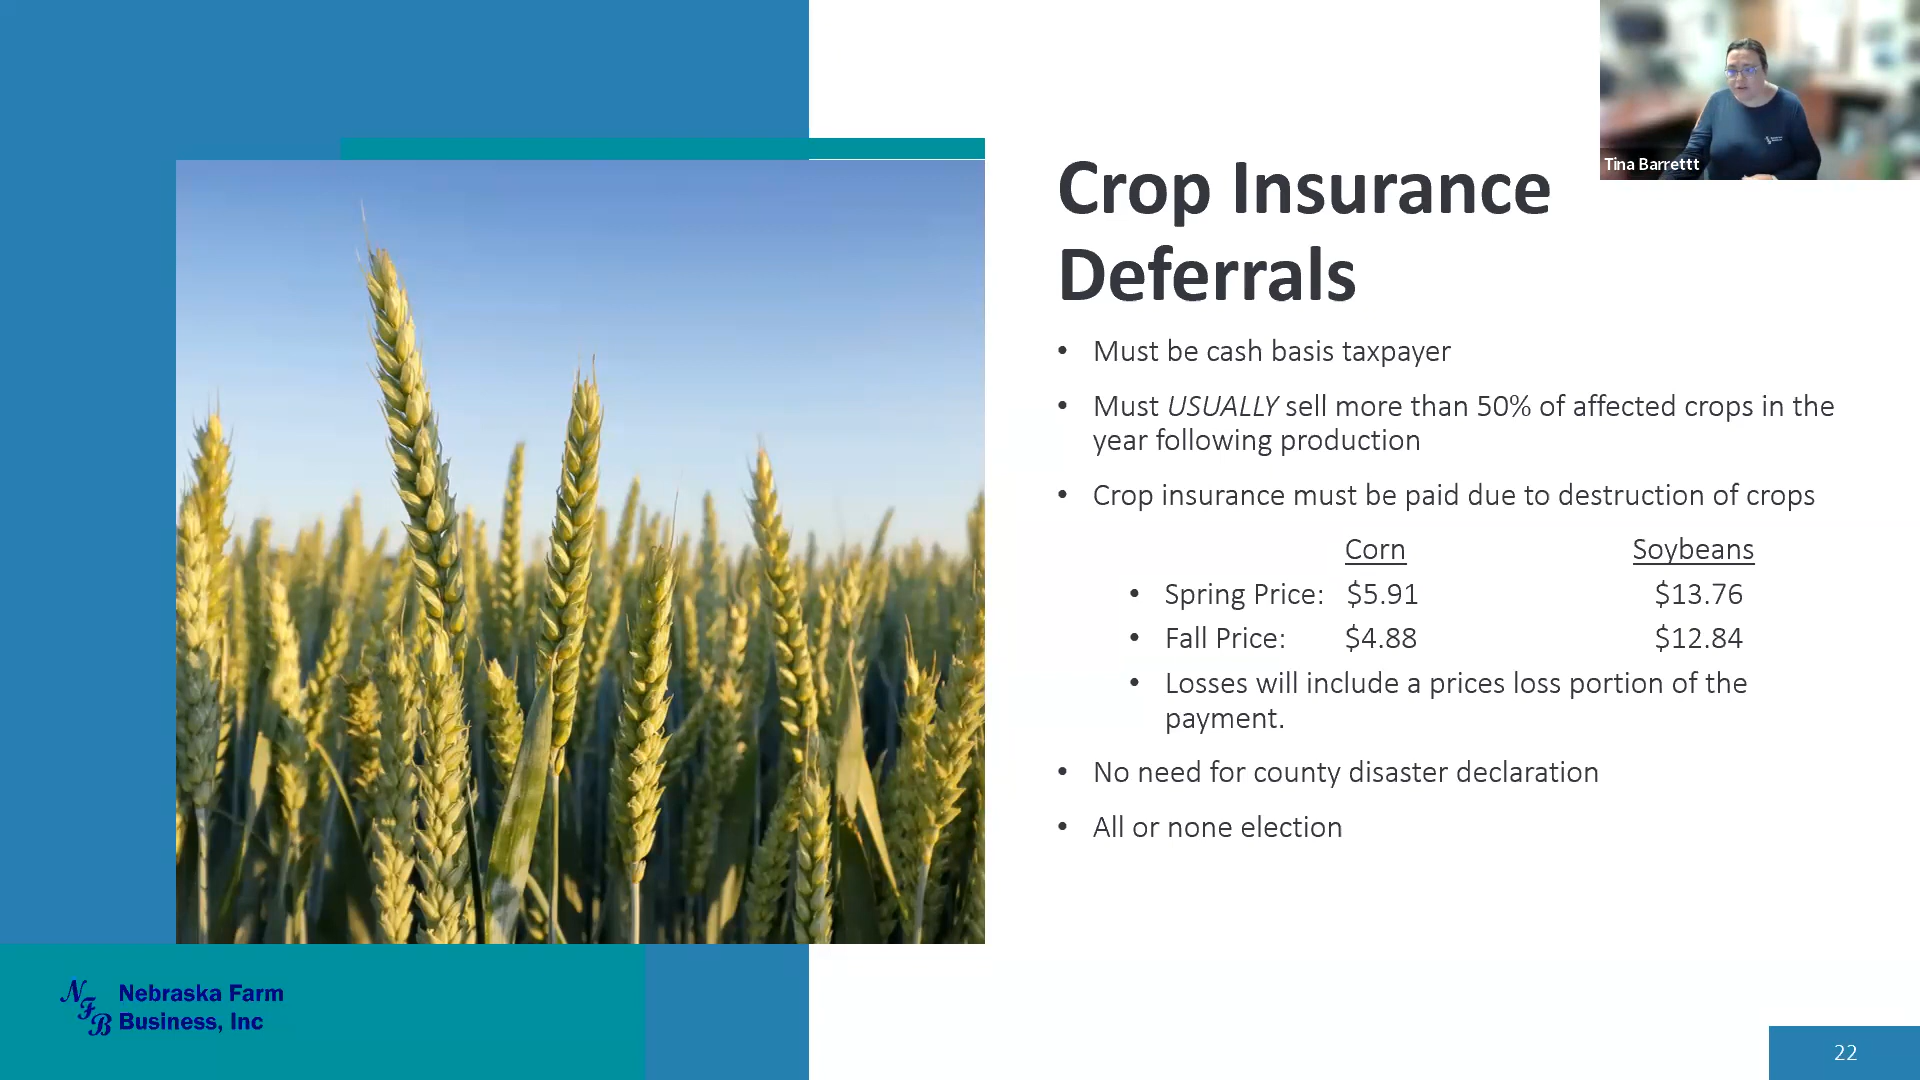 Tina Barrettt
Crop Insurance
Deferrals
• Must be cash basis taxpayer
• Must USUALLY sell more than 50% of affected crops in the
year following production
• Crop insurance must be paid due to destruction of crops
Corn Soybeans
• Spring Price: $5.91 $13.76
• Fall Price: $4.88 $12.84
• Losses will include a prices loss portion of the
payment.
• No need for county disaster declaration
• All or none election
NFB Nebraska Farm
Business, Inc
22